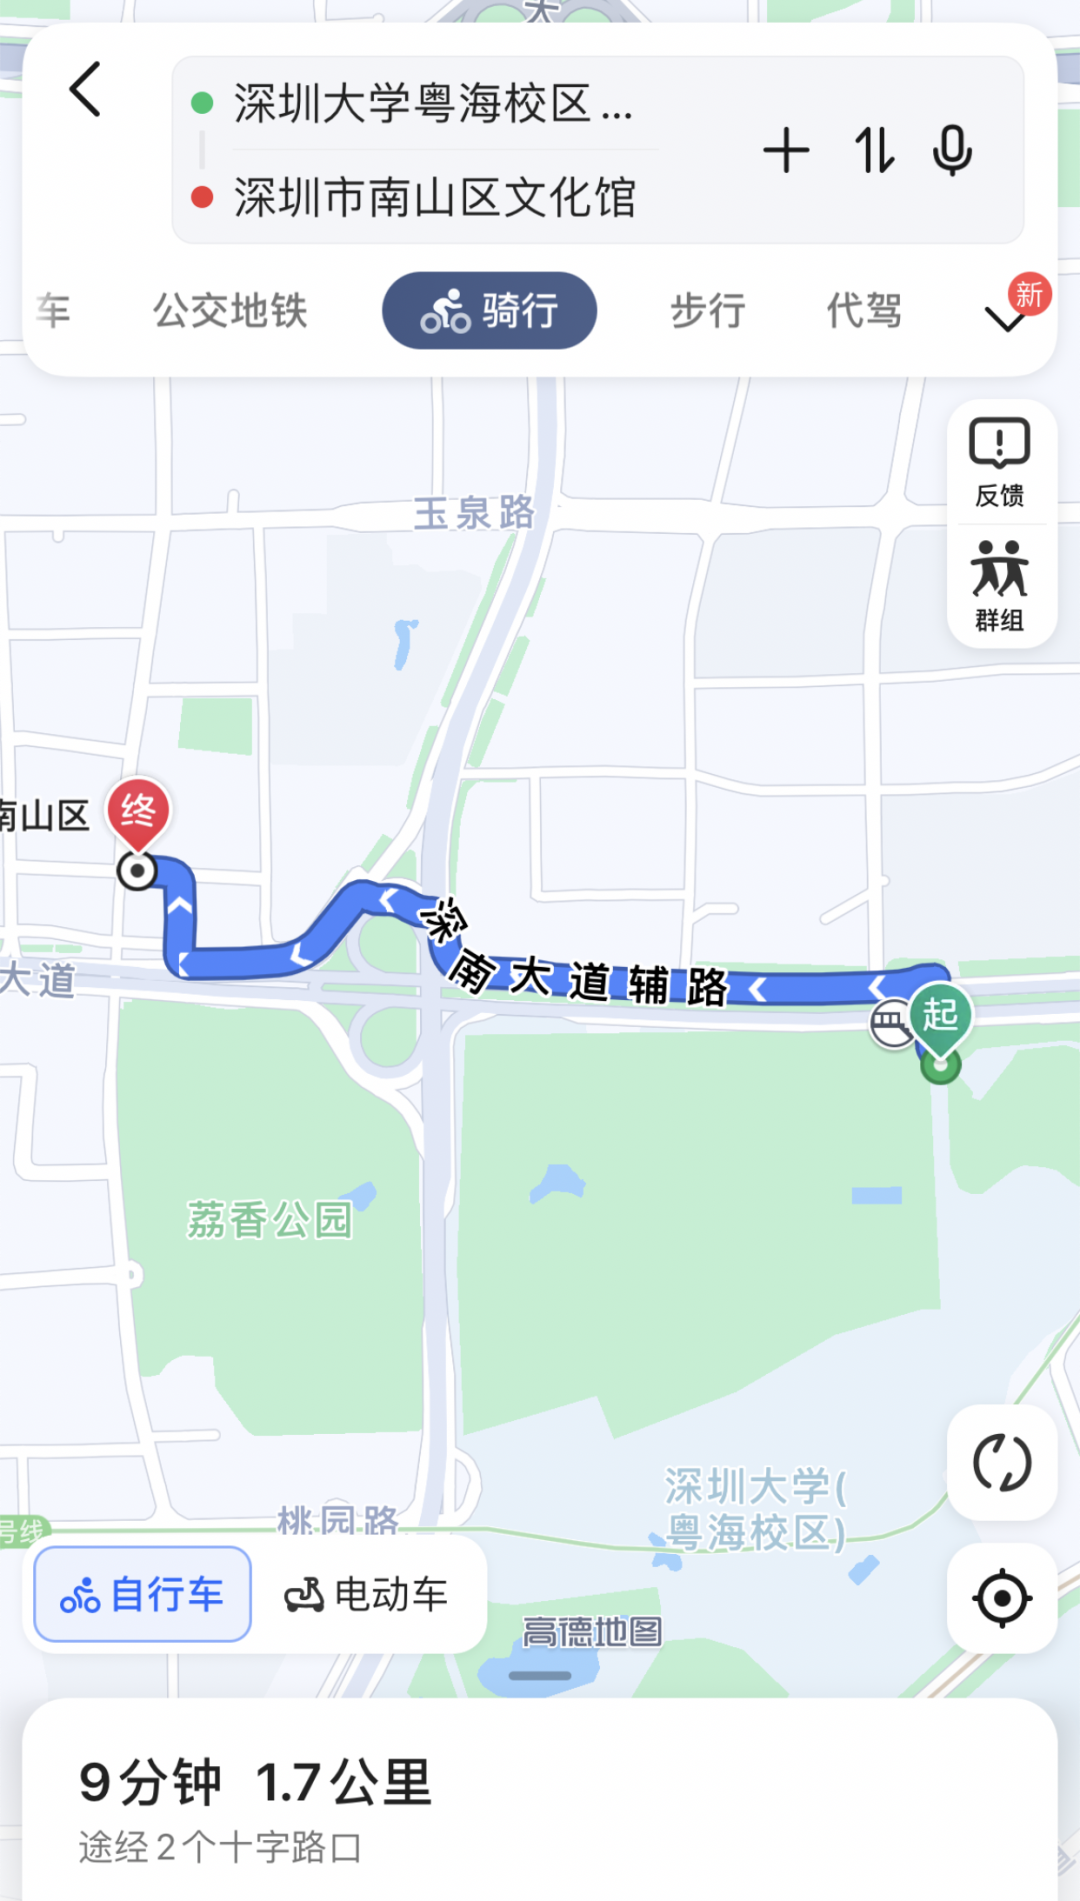 大
深圳大学粤海校区...
深圳市南山区文化馆
车
公交地铁
骑行
步行
代驾
新
反馈
玉泉路
群组
终
南山区
深南大道辅路
大道
起
荔香公园
深圳大学(
粤海校区)
桃园路
号线
自行车
电动车
高德地图
9分钟 1.7公里
途经2个十字路口